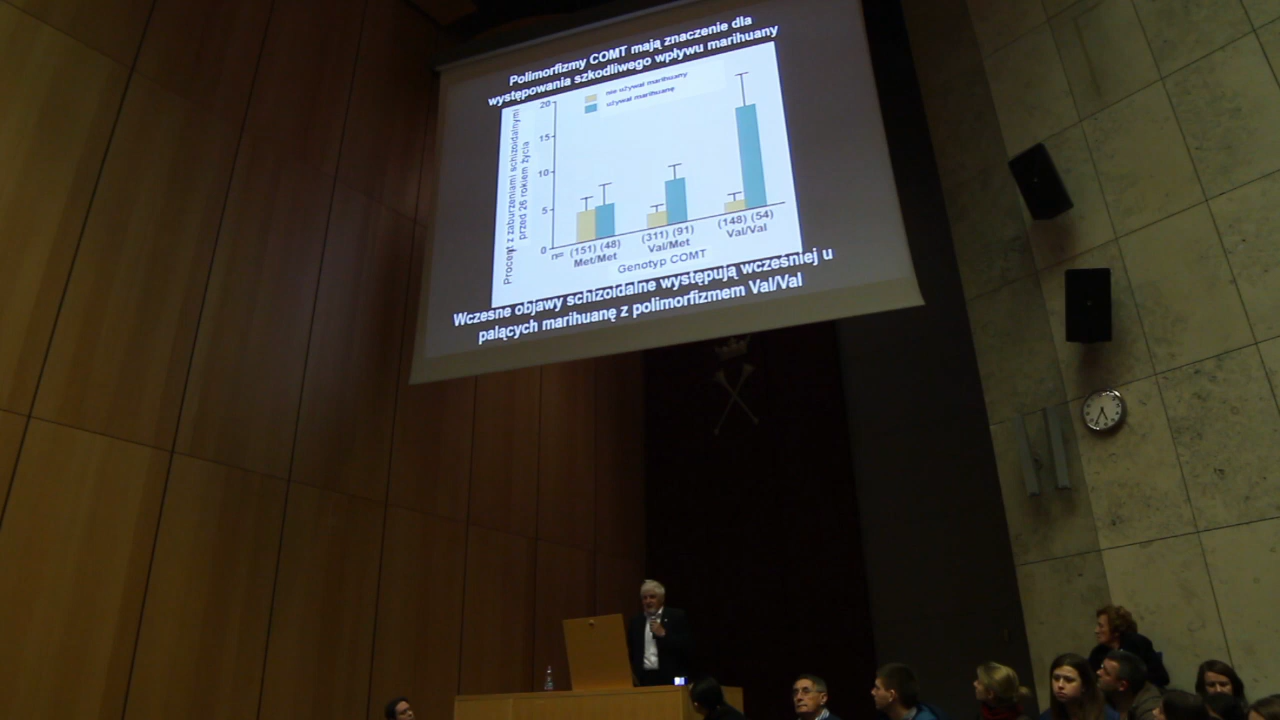 Polimorfizmy COMT mają znaczenie dla
występowania szkodliwego wpływu marihuany
nie używał marihuany
używał marihuanę
Procent z zaburzeniami schizoidalnymi
przed 26 rokiem życia
20
15
10
5
0
n= (151) (48) (311) (91) (148) (54)
Met/Met Val/Met Val/Val
Genotyp COMT
Wczesne objawy schizoidalne występują wcześniej u
palących marihuanę z polimorfizmem Val/Val